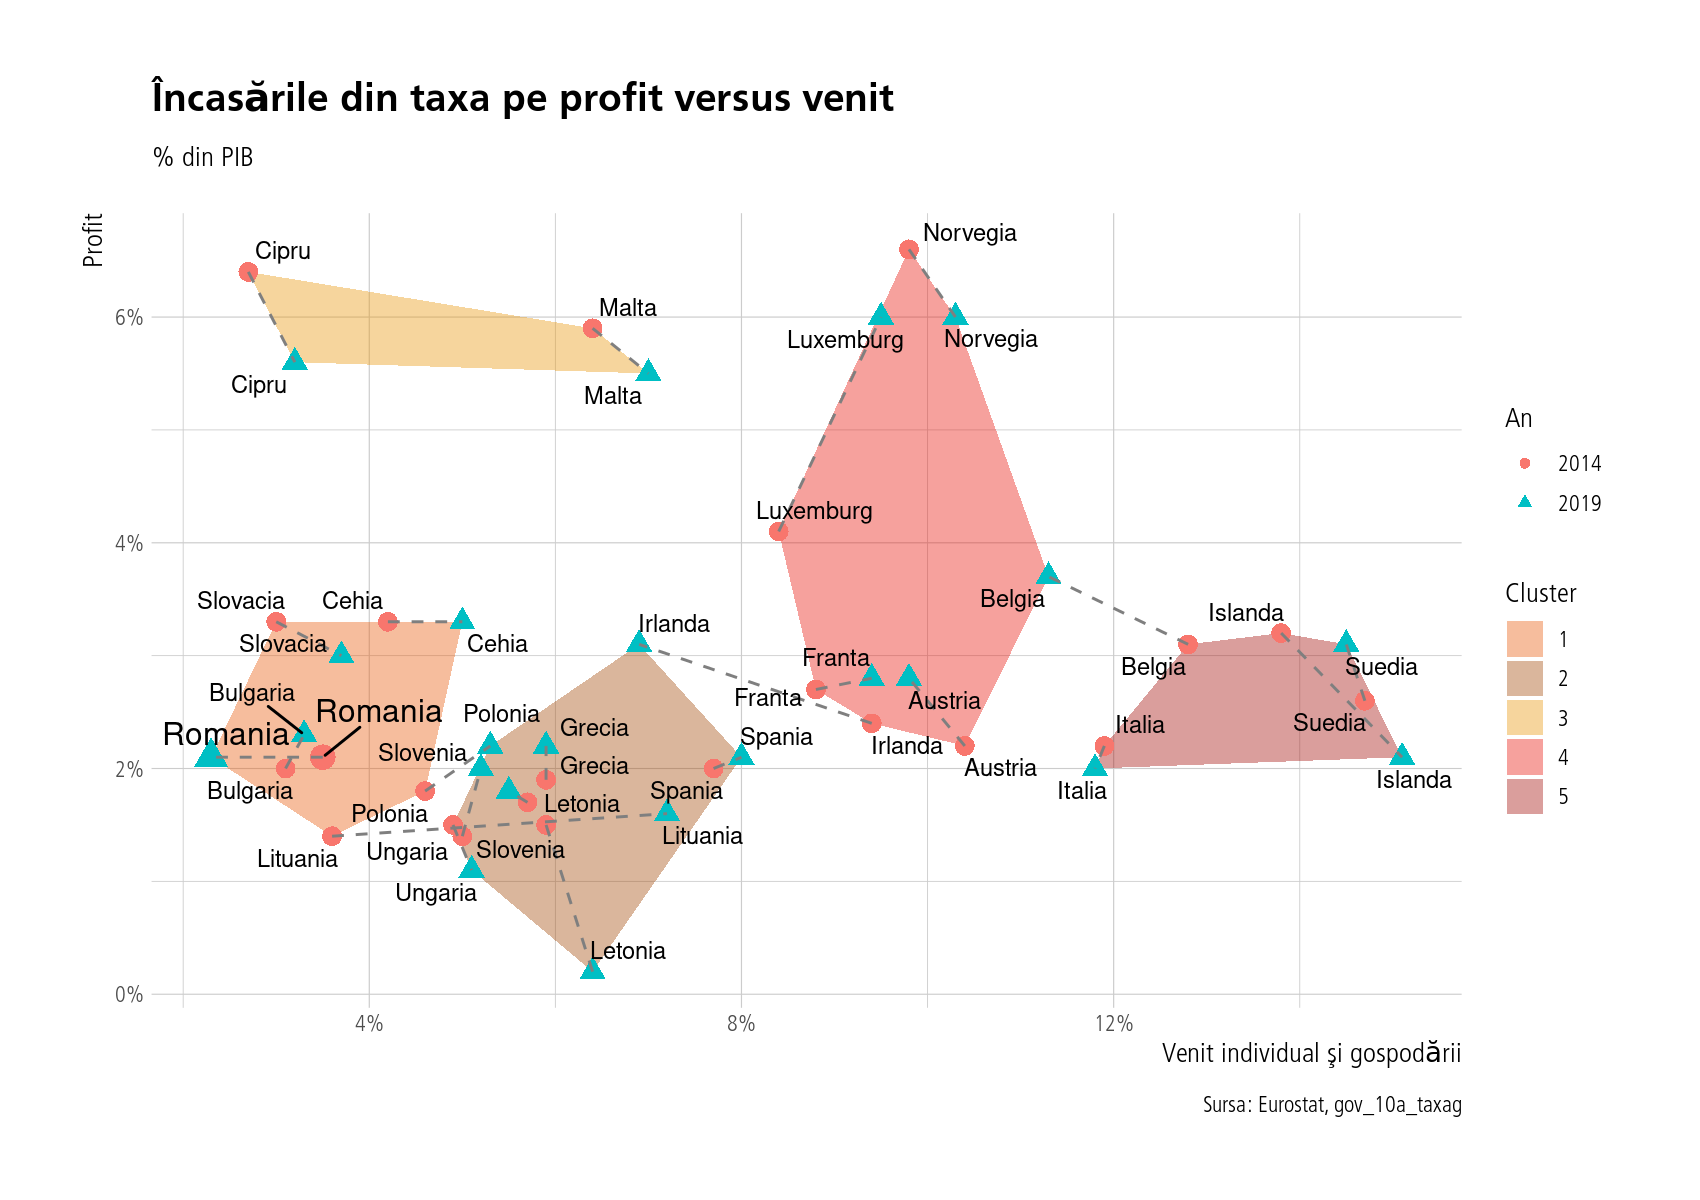 Încasările din taxa pe profit versus venit
% din PIB
Profit
6%
4%
2%
0%
Cipru
Malta
Cipru
Malta
Norvegia
Luxemburg
Norvegia
Luxemburg
Belgia
Slovacia
Cehia
Slovacia
Cehia
Irlanda
Islanda
Belgia
Suedia
Franta
Bulgaria
Franta
Austria
Romania
Romania
Polonia
Grecia
Italia
Suedia
Slovenia
Spania
Irlanda
Grecia
Austria
Islanda
Bulgaria
Spania
Italia
Letonia
Polonia
Lituania
Ungaria
Slovenia
Lituania
Ungaria
Letonia
4%
8%
12%
Venit individual şi gospodării
Sursa: Eurostat, gov_10a_taxag
An
2014
2019
Cluster
1
2
3
4
5